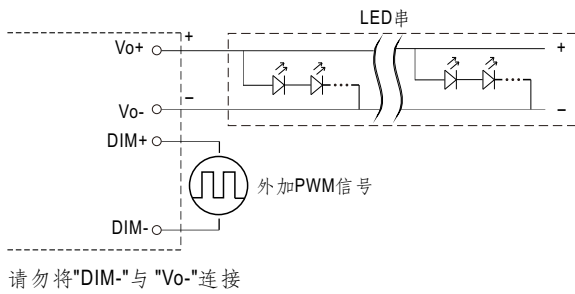 LED串
Vo+
+
+
Vo-
–
–
DIM+
外加PWM信号
DIM-
请勿将"DIM-"与 "Vo-"连接